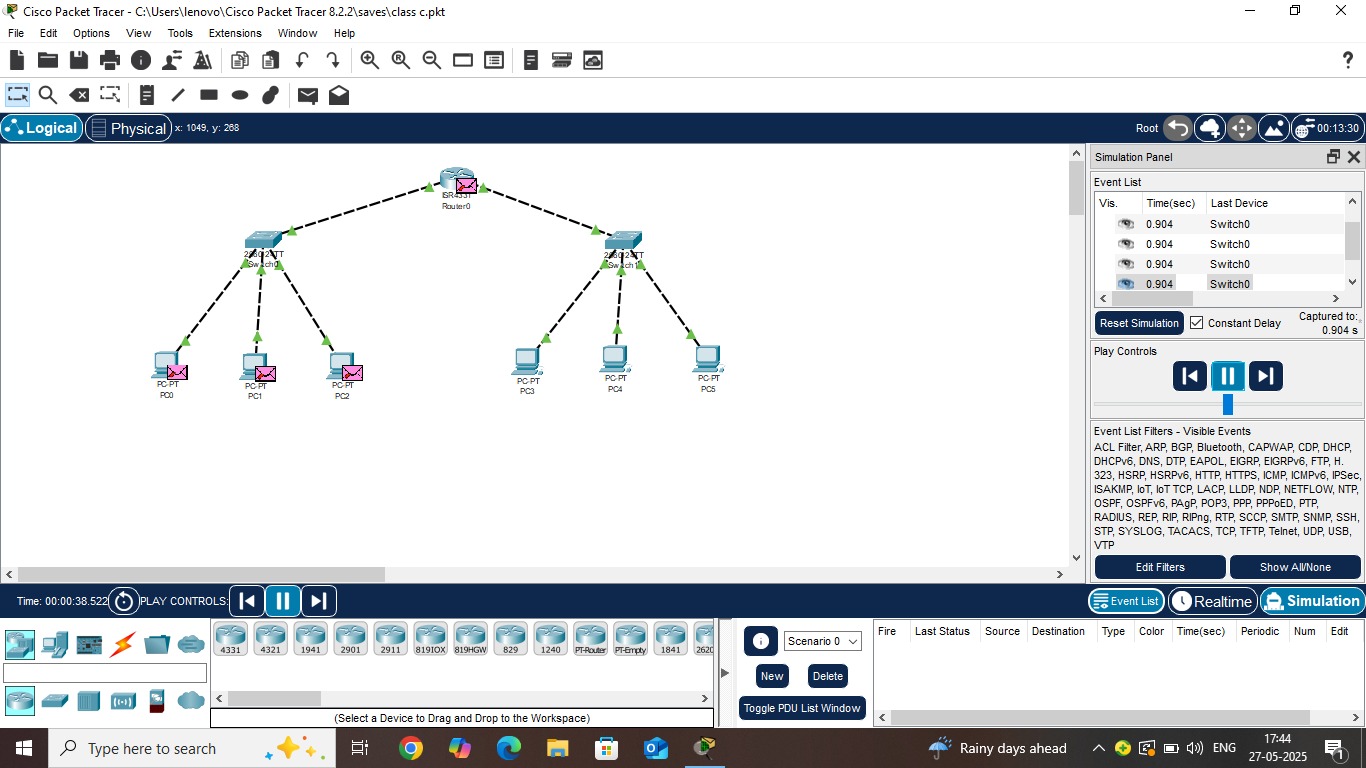 Cisco Packet Tracer - C:\Users\lenovo\Cisco Packet Tracer 8.2.2\saves\class c.pkt
File Edit Options View Tools Extensions Window Help
Logical Physical x: 1049, y: 268 Root 00:13:30
Simulation Panel
Event List
Vis. Time(sec) Last Device
0.904 Switch0
0.904 Switch0
0.904 Switch0
0.904 Switch0
Reset Simulation Constant Delay Captured to:
0.904 s
Play Controls
Event List Filters - Visible Events
ACL Filter, ARP, BGP, Bluetooth, CAPWAP, CDP, DHCP,
DHCPv6, DNS, DTP, EAPOL, EIGRP, EIGRPv6, FTP, H.
323, HSRP, HSRPv6, HTTP, HTTPS, ICMP, ICMPv6, IPSec,
ISAKMP, IoT, IoT TCP, LACP, LLDP, NDP, NETFLOW, NTP,
OSPF, OSPFv6, PAgP, POP3, PPP, PPPoED, PTP,
RADIUS, REP, RIP, RIPng, RTP, SCCP, SMTP, SNMP, SSH,
STP, SYSLOG, TACACS, TCP, TFTP, Telnet, UDP, USB,
VTP
Edit Filters Show All/None
ISR4331
Router0
2960-24TT
Switch0
2960-24TT
Switch1
PC-PT
PC0
PC-PT
PC1
PC-PT
PC2
PC-PT
PC3
PC-PT
PC4
PC-PT
PC5
Time: 00:00:38.522 PLAY CONTROLS: Event List Realtime Simulation
4331 4321 1941 2901 2911 819IOX 819HGW 829 1240 PT-Router PT-Empty 1841 2620
(Select a Device to Drag and Drop to the Workspace)
Scenario 0
New Delete
Toggle PDU List Window
Fire Last Status Source Destination Type Color Time(sec) Periodic Num Edit
Type here to search Rainy days ahead ENG 17:44
27-05-2025
1